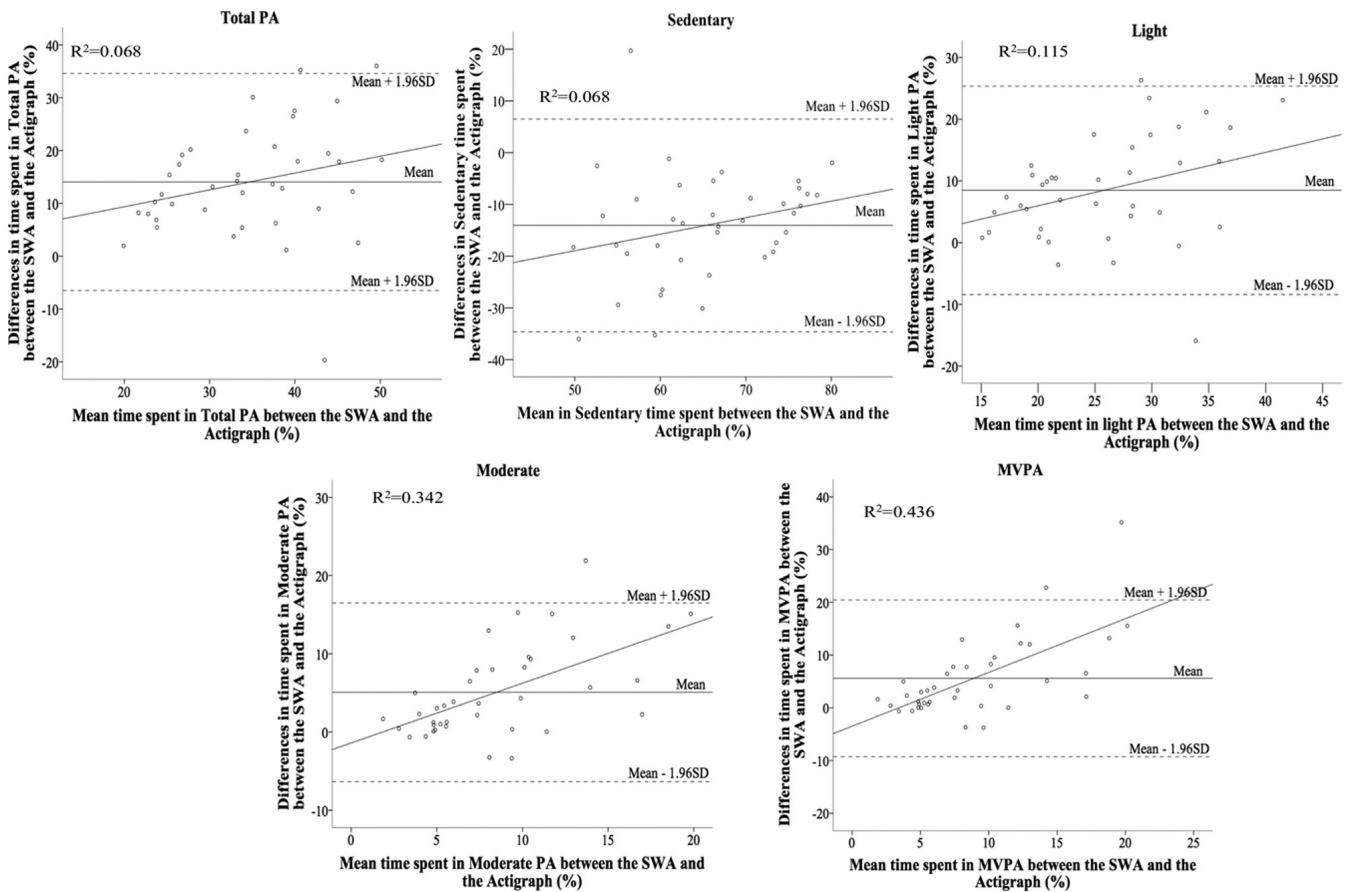 Total PA
R²=0.068
Differences in time spent in Total PA
between the SWA and the Actigraph (%)
40
30
20
10
0
-10
-20
Mean + 1.96SD
Mean
Mean + 1.96SD
20
30
40
50
Mean time spent in Total PA between the SWA and the
Actigraph (%)
Sedentary
R²=0.068
Differences in Sedentary time spent
between the SWA and the Actigraph (%)
20
10
0
-10
-20
-30
-40
Mean + 1.96SD
Mean
Mean - 1.96SD
50
60
70
80
Mean in Sedentary time spent between the SWA and the
Actigraph (%)
Light
R²=0.115
Differences in time spent in Light PA
between the SWA and the Actigraph (%)
30
20
10
0
-10
-20
Mean + 1.96SD
Mean
Mean - 1.96SD
15
20
25
30
35
40
45
Mean time spent in light PA between the SWA and the
Actigraph (%)
Moderate
R²=0.342
Differences in time spent in Moderate PA
between the SWA and the Actigraph (%)
30
20
10
0
-10
Mean + 1.96SD
Mean
Mean - 1.96SD
0
5
10
15
20
Mean time spent in Moderate PA between the SWA and
the Actigraph (%)
MVPA
R²=0.436
Differences in time spent in MVPA between the
SWA and the Actigraph (%)
40
30
20
10
0
-10
-20
Mean + 1.96SD
Mean
Mean - 1.96SD
0
5
10
15
20
25
Mean time spent in MVPA between the SWA and the
Actigraph (%)